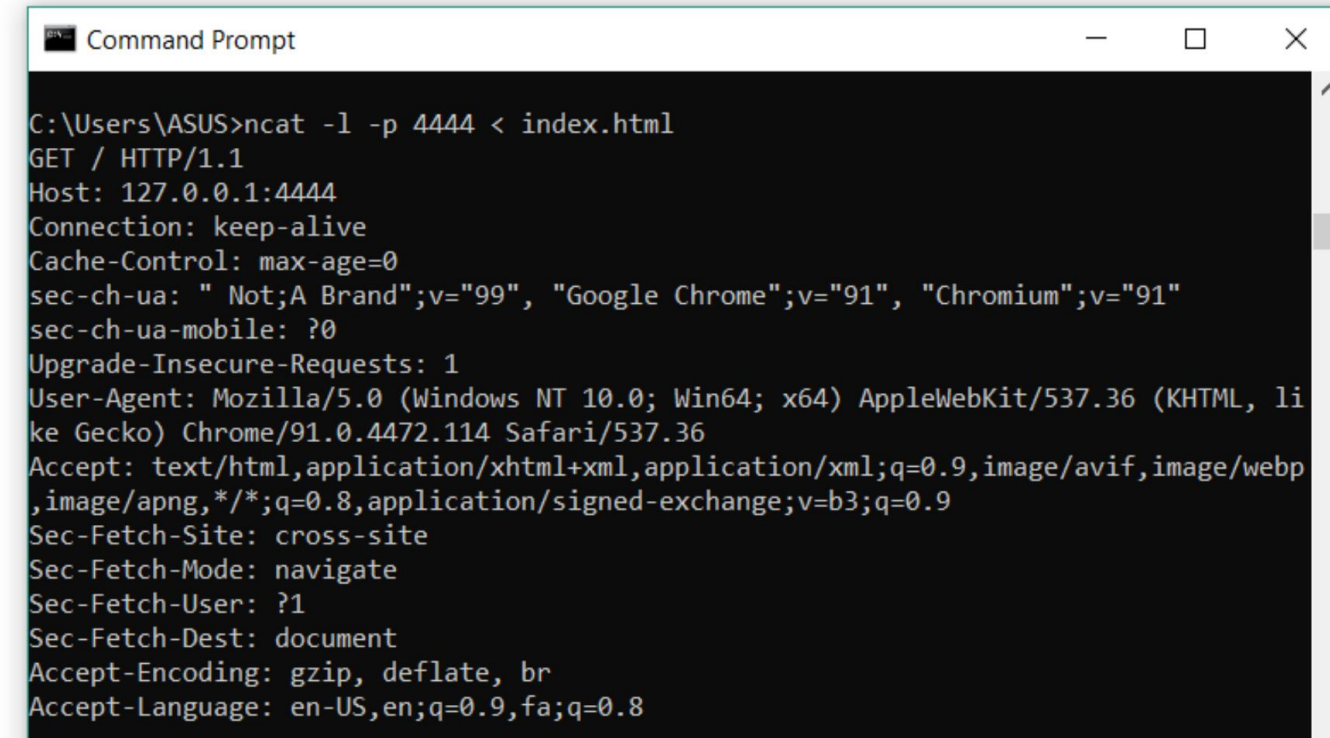 Command Prompt
C:\Users\ASUS>ncat -l -p 4444 < index.html
GET / HTTP/1.1
Host: 127.0.0.1:4444
Connection: keep-alive
Cache-Control: max-age=0
sec-ch-ua: " Not;A Brand";v="99", "Google Chrome";v="91", "Chromium";v="91"
sec-ch-ua-mobile: ?0
Upgrade-Insecure-Requests: 1
User-Agent: Mozilla/5.0 (Windows NT 10.0; Win64; x64) AppleWebKit/537.36 (KHTML, li
ke Gecko) Chrome/91.0.4472.114 Safari/537.36
Accept: text/html,application/xhtml+xml,application/xml;q=0.9,image/avif,image/webp
,image/apng,*/*;q=0.8,application/signed-exchange;v=b3;q=0.9
Sec-Fetch-Site: cross-site
Sec-Fetch-Mode: navigate
Sec-Fetch-User: ?1
Sec-Fetch-Dest: document
Accept-Encoding: gzip, deflate, br
Accept-Language: en-US,en;q=0.9,fa;q=0.8